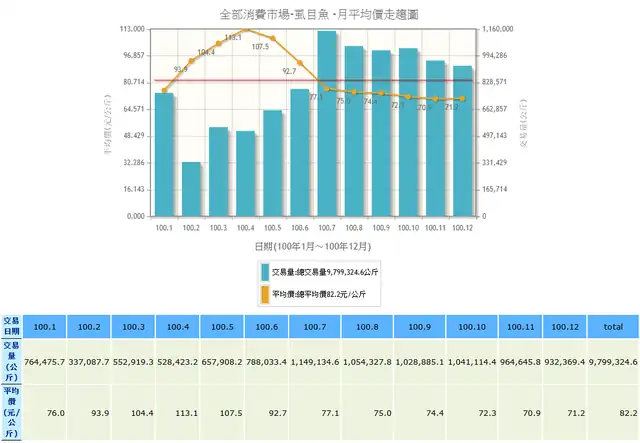 全部消費市場-虱目魚 -月平均價走趨圖
113.000
96.857
80.714
64.571
48.429
32.286
16.143
0.000
平均價(元/公斤)
1,160,000
994,286
828,571
662,857
497,143
331,429
165,714
0
交易量(公斤)
93.9
104.4
113.1
107.5
92.7
77.1
75.0
74.4
72.3
70.9
71.2
100.1 100.2 100.3 100.4 100.5 100.6 100.7 100.8 100.9 100.10 100.11 100.12
日期(100年1月～100年12月)
交易量:總交易量9,799,324.6公斤
平均價:總平均價82.2元/公斤
交易日期 100.1 100.2 100.3 100.4 100.5 100.6 100.7 100.8 100.9 100.10 100.11 100.12 total
交易量(公斤) 764,475.7 337,087.7 552,919.3 528,423.2 657,908.2 788,033.4 1,149,134.6 1,054,327.8 1,028,885.1 1,041,114.4 964,645.8 932,369.4 9,799,324.6
平均價(元/公斤) 76.0 93.9 104.4 113.1 107.5 92.7 77.1 75.0 74.4 72.3 70.9 71.2 82.2